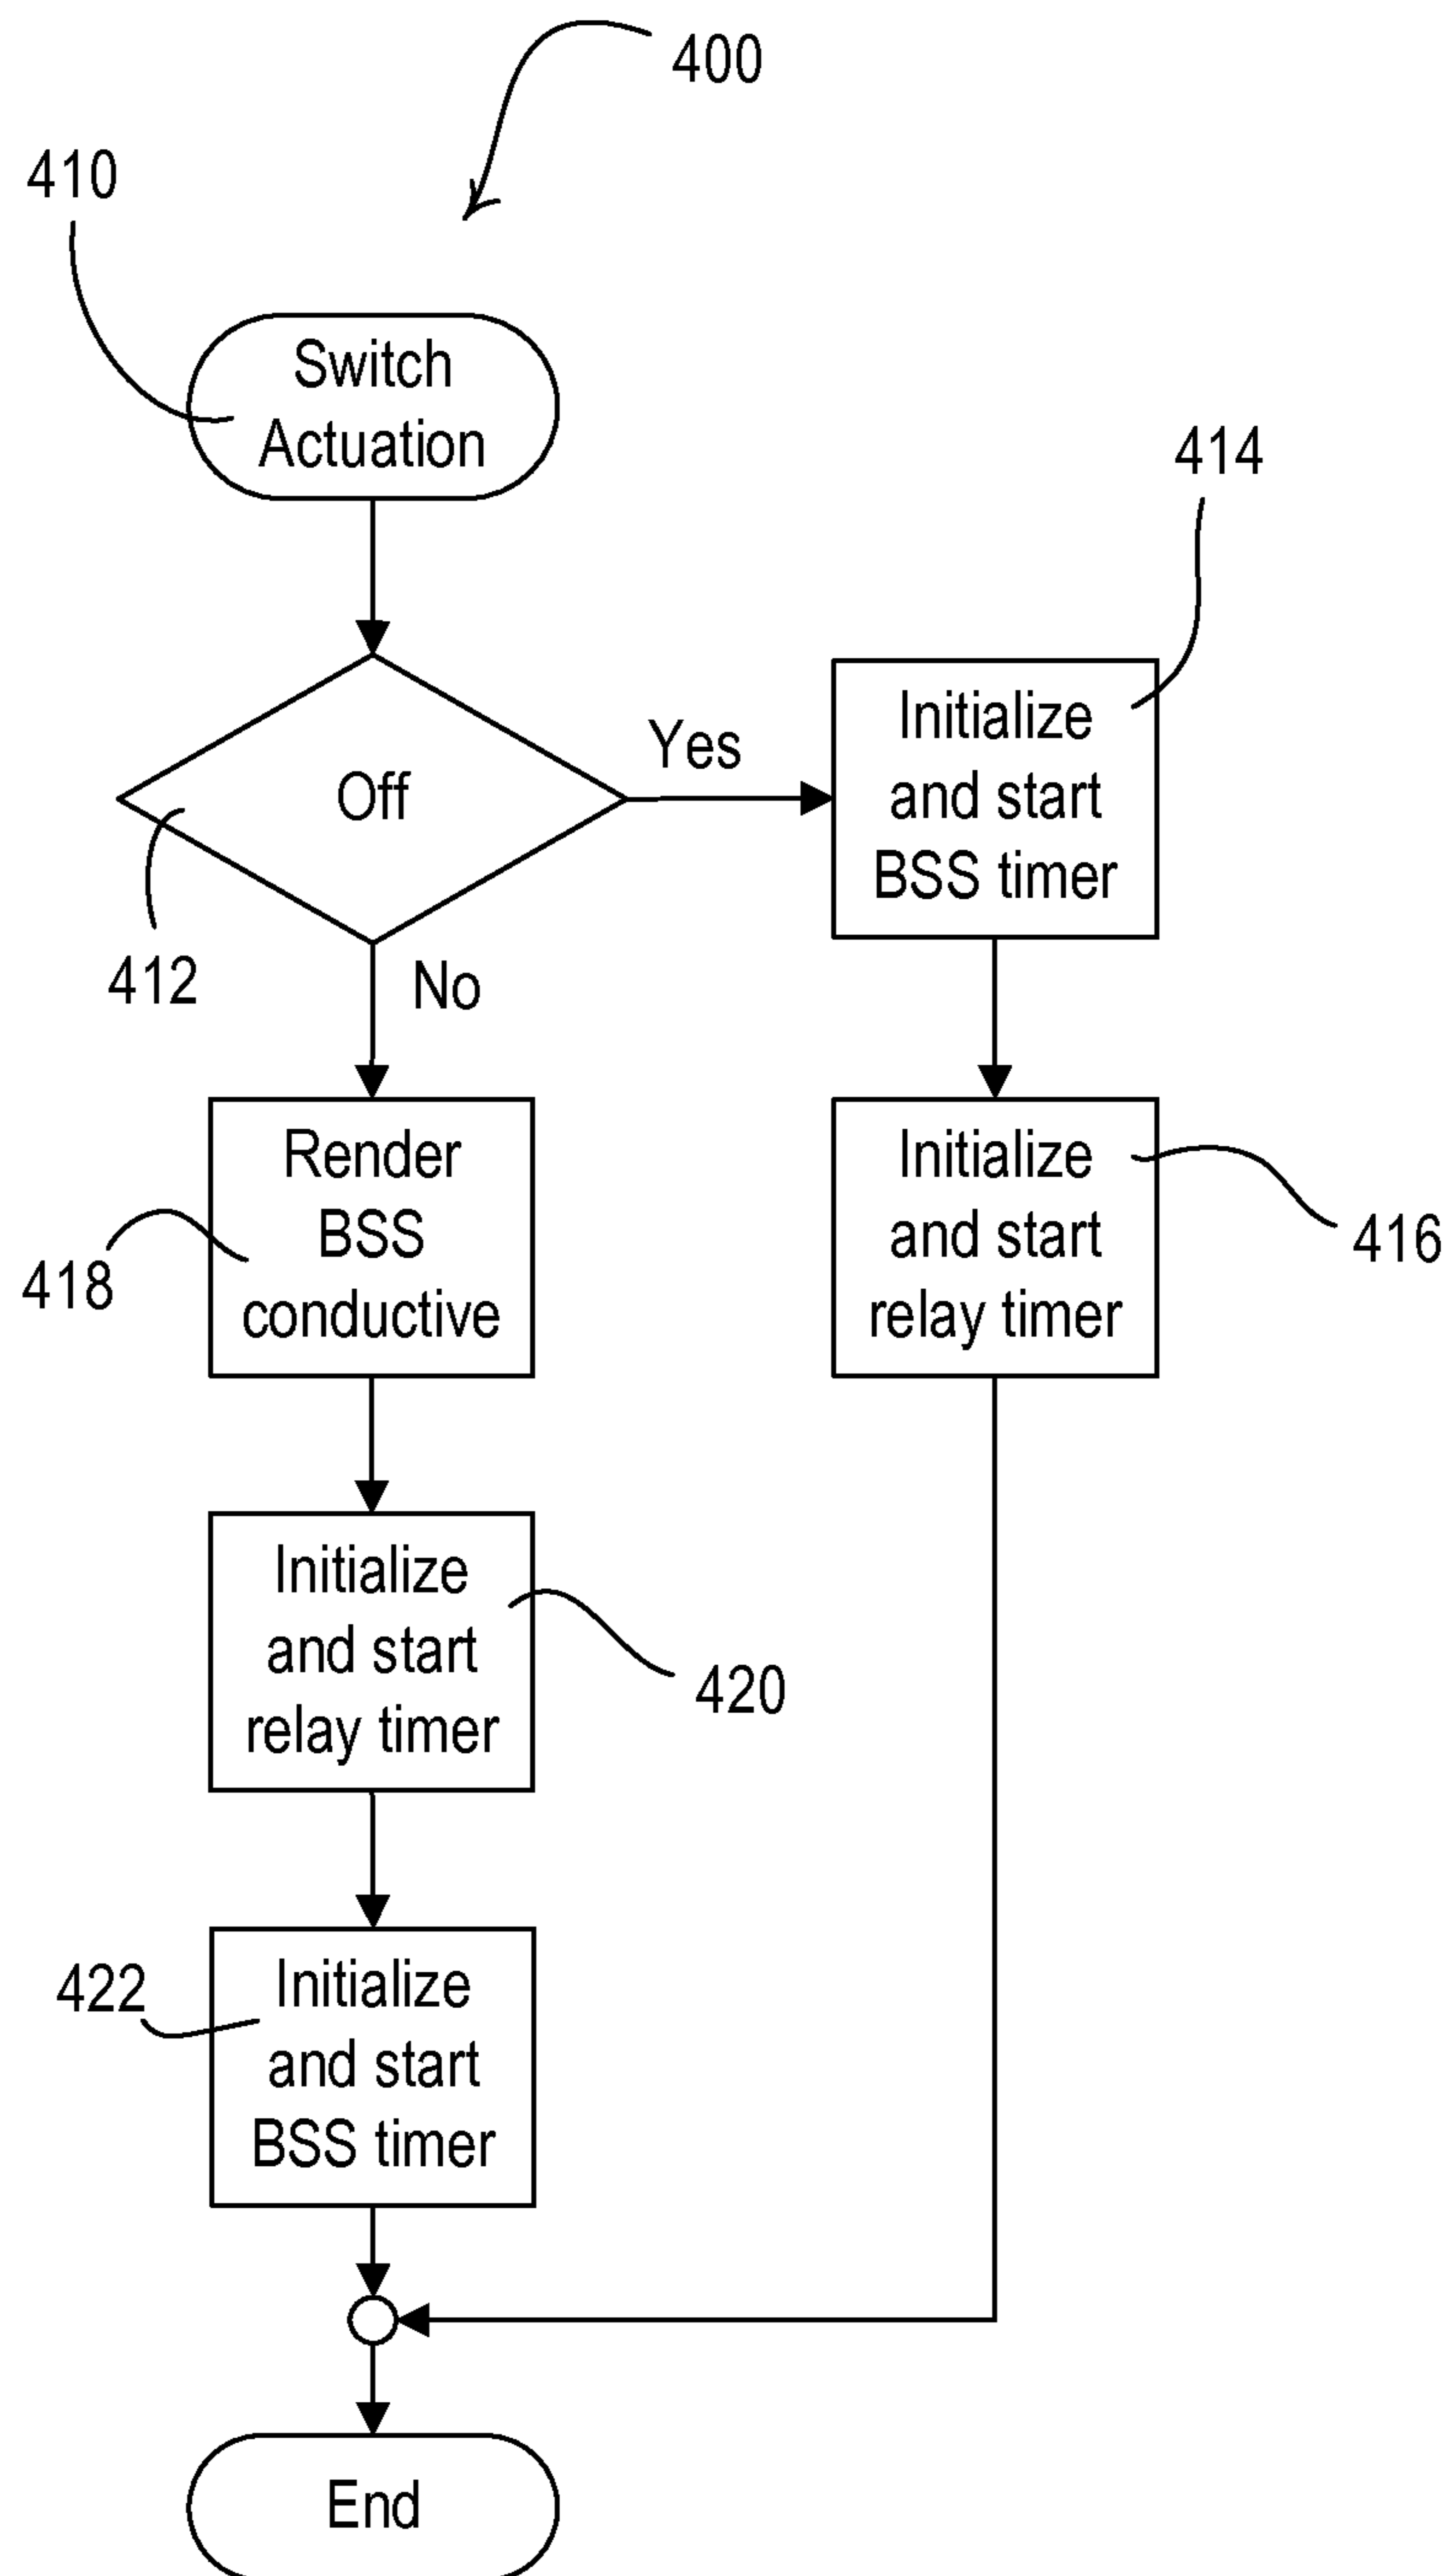 400
410
Switch
Actuation
414
Yes
Initialize
and start
BSS timer
Off
412
No
Render
BSS
conductive
418
Initialize
and start
relay timer
416
Initialize
and start
relay timer
420
422
Initialize
and start
BSS timer
End